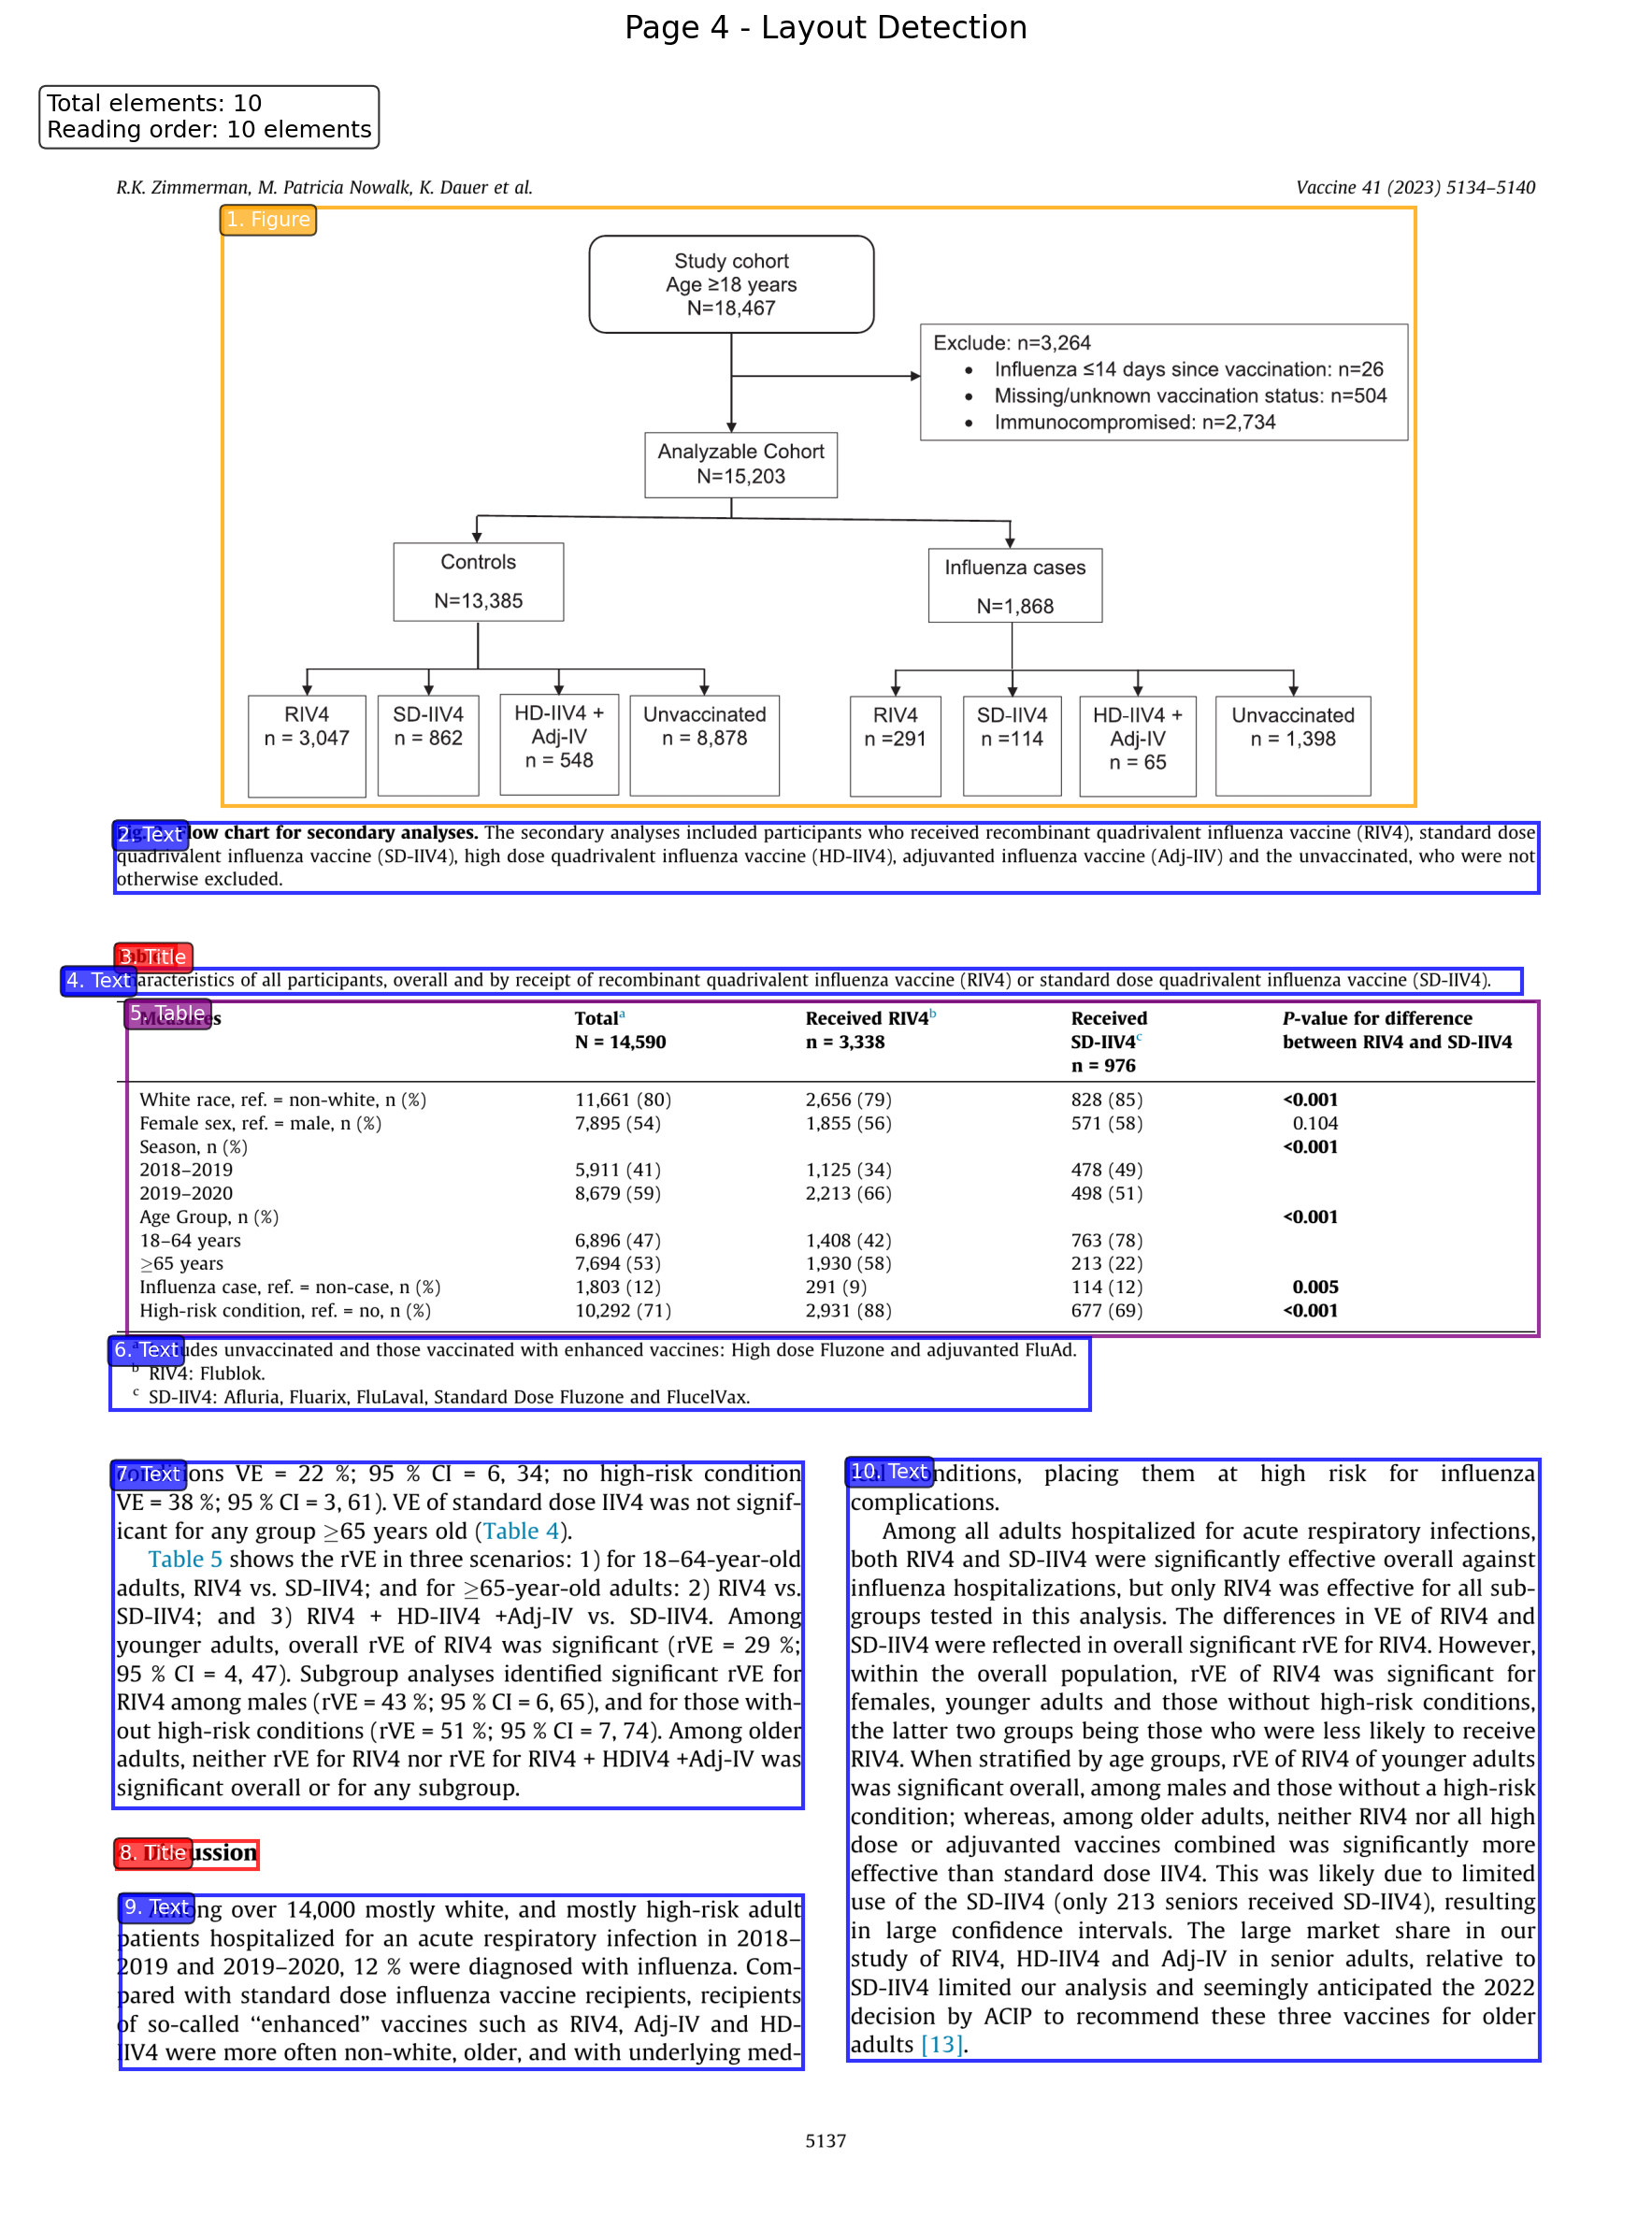 Page 4 - Layout Detection
Total elements: 10
Reading order: 10 elements
R.K. Zimmerman, M. Patricia Nowalk, K. Dauer et al.
Vaccine 41 (2023) 5134–5140
1. Figure
Study cohort
Age ≥18 years
N=18,467
Exclude: n=3,264
• Influenza ≤14 days since vaccination: n=26
• Missing/unknown vaccination status: n=504
• Immunocompromised: n=2,734
Analyzable Cohort
N=15,203
Controls
N=13,385
Influenza cases
N=1,868
RIV4
n = 3,047
SD-IIV4
n = 862
HD-IIV4 +
Adj-IV
n = 548
Unvaccinated
n = 8,878
RIV4
n =291
SD-IIV4
n =114
HD-IIV4 +
Adj-IV
n = 65
Unvaccinated
n = 1,398
2. Text
Flow chart for secondary analyses. The secondary analyses included participants who received recombinant quadrivalent influenza vaccine (RIV4), standard dose
quadrivalent influenza vaccine (SD-IIV4), high dose quadrivalent influenza vaccine (HD-IIV4), adjuvanted influenza vaccine (Adj-IIV) and the unvaccinated, who were not
otherwise excluded.
3. Title
4. Text
Characteristics of all participants, overall and by receipt of recombinant quadrivalent influenza vaccine (RIV4) or standard dose quadrivalent influenza vaccine (SD-IIV4).
5. Table
Measures Total a Received RIV4 b Received P-value for difference
N = 14,590 n = 3,338 SD-IIV4 c between RIV4 and SD-IIV4
n = 976
White race, ref. = non-white, n (%) 11,661 (80) 2,656 (79) 828 (85) <0.001
Female sex, ref. = male, n (%) 7,895 (54) 1,855 (56) 571 (58) 0.104
Season, n (%) <0.001
2018–2019 5,911 (41) 1,125 (34) 478 (49)
2019–2020 8,679 (59) 2,213 (66) 498 (51)
Age Group, n (%) <0.001
18–64 years 6,896 (47) 1,408 (42) 763 (78)
≥65 years 7,694 (53) 1,930 (58) 213 (22)
Influenza case, ref. = non-case, n (%) 1,803 (12) 291 (9) 114 (12) 0.005
High-risk condition, ref. = no, n (%) 10,292 (71) 2,931 (88) 677 (69) <0.001
6. Text
a Includes unvaccinated and those vaccinated with enhanced vaccines: High dose Fluzone and adjuvanted FluAd.
b RIV4: Flublok.
c SD-IIV4: Afluria, Fluarix, FluLaval, Standard Dose Fluzone and FlucelVax.
7. Text
conditions VE = 22 %; 95 % CI = 6, 34; no high-risk condition
VE = 38 %; 95 % CI = 3, 61). VE of standard dose IIV4 was not signif-
icant for any group ≥65 years old (Table 4).
Table 5 shows the rVE in three scenarios: 1) for 18–64-year-old
adults, RIV4 vs. SD-IIV4; and for ≥65-year-old adults: 2) RIV4 vs.
SD-IIV4; and 3) RIV4 + HD-IIV4 +Adj-IV vs. SD-IIV4. Among
younger adults, overall rVE of RIV4 was significant (rVE = 29 %;
95 % CI = 4, 47). Subgroup analyses identified significant rVE for
RIV4 among males (rVE = 43 %; 95 % CI = 6, 65), and for those with-
out high-risk conditions (rVE = 51 %; 95 % CI = 7, 74). Among older
adults, neither rVE for RIV4 nor rVE for RIV4 + HDIV4 +Adj-IV was
significant overall or for any subgroup.
8. Title
Discussion
9. Text
Among over 14,000 mostly white, and mostly high-risk adult
patients hospitalized for an acute respiratory infection in 2018–
2019 and 2019–2020, 12 % were diagnosed with influenza. Com-
pared with standard dose influenza vaccine recipients, recipients
of so-called “enhanced” vaccines such as RIV4, Adj-IV and HD-
IIV4 were more often non-white, older, and with underlying med-
10. Text
ical conditions, placing them at high risk for influenza
complications.
Among all adults hospitalized for acute respiratory infections,
both RIV4 and SD-IIV4 were significantly effective overall against
influenza hospitalizations, but only RIV4 was effective for all sub-
groups tested in this analysis. The differences in VE of RIV4 and
SD-IIV4 were reflected in overall significant rVE for RIV4. However,
within the overall population, rVE of RIV4 was significant for
females, younger adults and those without high-risk conditions,
the latter two groups being those who were less likely to receive
RIV4. When stratified by age groups, rVE of RIV4 of younger adults
was significant overall, among males and those without a high-risk
condition; whereas, among older adults, neither RIV4 nor all high
dose or adjuvanted vaccines combined was significantly more
effective than standard dose IIV4. This was likely due to limited
use of the SD-IIV4 (only 213 seniors received SD-IIV4), resulting
in large confidence intervals. The large market share in our
study of RIV4, HD-IIV4 and Adj-IV in senior adults, relative to
SD-IIV4 limited our analysis and seemingly anticipated the 2022
decision by ACIP to recommend these three vaccines for older
adults [13].
5137